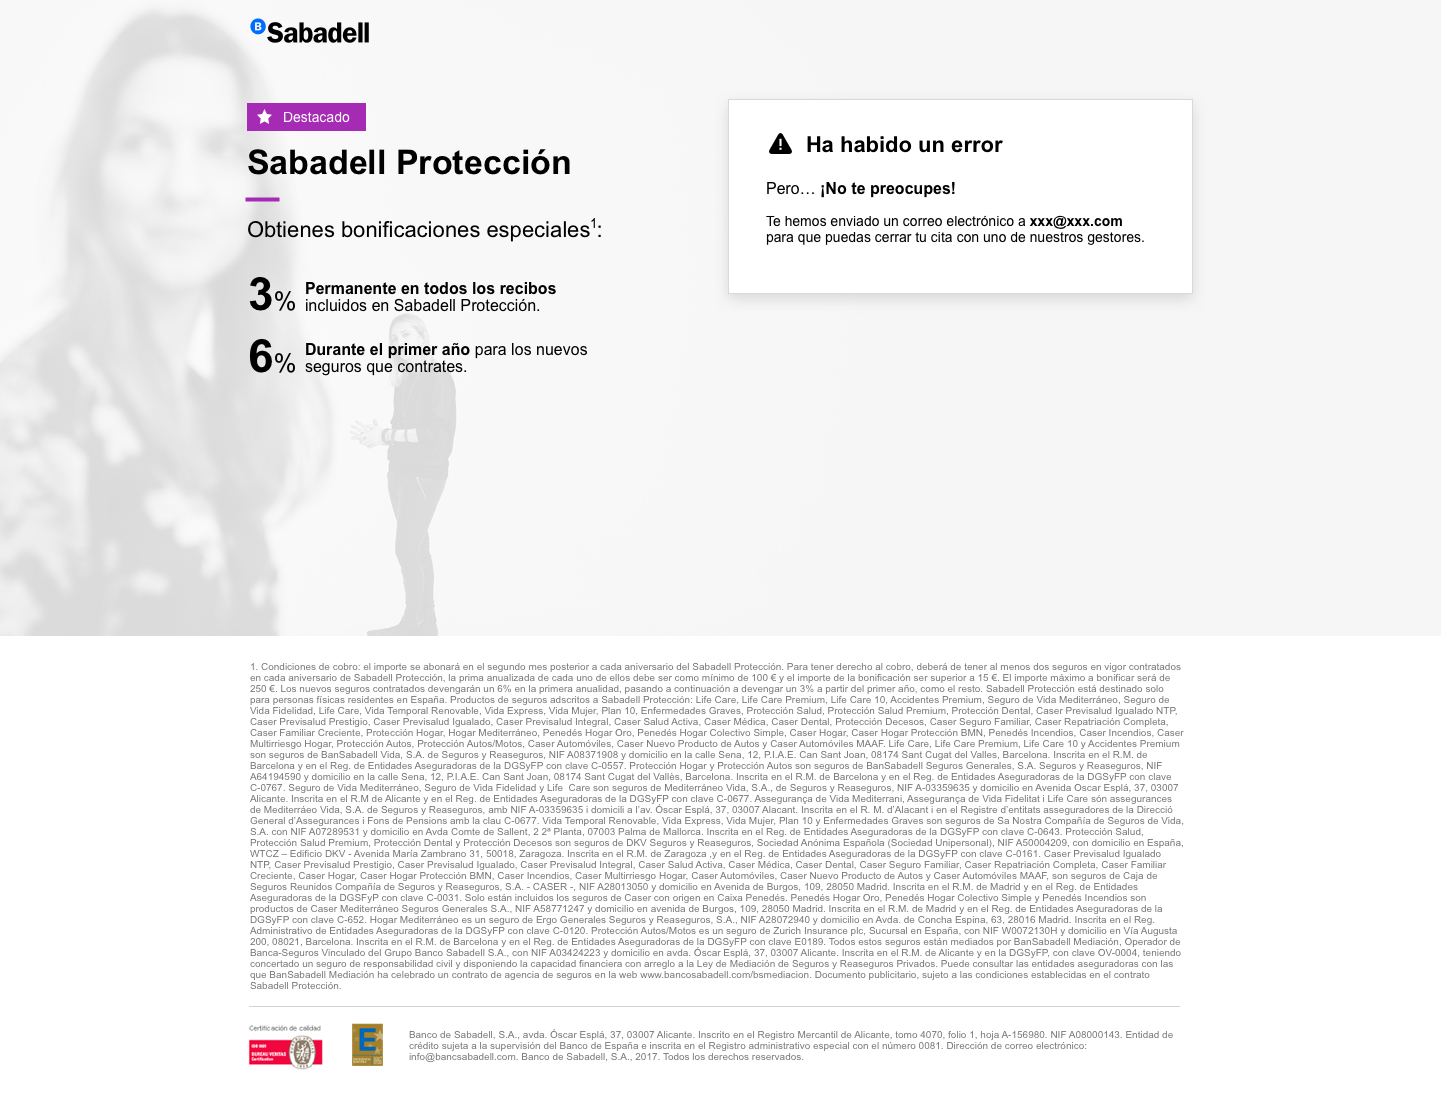 Sabadell
Destacado
Sabadell Protección
Obtienes bonificaciones especiales1:
3% Permanente en todos los recibos
incluidos en Sabadell Protección.
6% Durante el primer año para los nuevos
seguros que contrates.
Ha habido un error
Pero… ¡No te preocupes!
Te hemos enviado un correo electrónico a xxx@xxx.com
para que puedas cerrar tu cita con uno de nuestros gestores.
1. Condiciones de cobro: el importe se abonará en el segundo mes posterior a cada aniversario del Sabadell Protección. Para tener derecho al cobro, deberá de tener al menos dos seguros en vigor contratados
en cada aniversario de Sabadell Protección, la prima anualizada de cada uno de ellos debe ser como mínimo de 100 € y el importe de la bonificación ser superior a 15 €. El importe máximo a bonificar será de
250 €. Los nuevos seguros contratados devengarán un 6% en la primera anualidad, pasando a continuación a devengar un 3% a partir del primer año, como el resto. Sabadell Protección está destinado solo
para personas físicas residentes en España. Productos de seguros adscritos a Sabadell Protección: Life Care, Life Care Premium, Life Care 10, Accidentes Premium, Seguro de Vida Mediterráneo, Seguro de
Vida Fidelidad, Life Care, Vida Temporal Renovable, Vida Express, Vida Mujer, Plan 10, Enfermedades Graves, Protección Salud, Protección Salud Premium, Protección Dental, Caser Previsalud Igualado NTP,
Caser Previsalud Prestigio, Caser Previsalud Igualado, Caser Previsalud Integral, Caser Salud Activa, Caser Médica, Caser Dental, Protección Decesos, Caser Seguro Familiar, Caser Repatriación Completa,
Caser Familiar Creciente, Protección Hogar, Hogar Mediterráneo, Penedés Hogar Oro, Penedés Hogar Colectivo Simple, Caser Hogar, Caser Hogar Protección BMN, Penedés Incendios, Caser Incendios, Caser
Multirriesgo Hogar, Protección Autos, Protección Autos/Motos, Caser Automóviles, Caser Nuevo Producto de Autos y Caser Automóviles MAAF. Life Care, Life Care Premium, Life Care 10 y Accidentes Premium
son seguros de BanSabadell Vida, S.A. de Seguros y Reaseguros, NIF A08371908 y domicilio en la calle Sena, 12, P.I.A.E. Can Sant Joan, 08174 Sant Cugat del Valles, Barcelona. Inscrita en el R.M. de
Barcelona y en el Reg. de Entidades Aseguradoras de la DGSyFP con clave C-0557. Protección Hogar y Protección Autos son seguros de BanSabadell Seguros Generales, S.A. Seguros y Reaseguros, NIF
A64194590 y domicilio en la calle Sena, 12, P.I.A.E. Can Sant Joan, 08174 Sant Cugat del Vallès, Barcelona. Inscrita en el R.M. de Barcelona y en el Reg. de Entidades Aseguradoras de la DGSyFP con clave
C-0767. Seguro de Vida Mediterráneo, Seguro de Vida Fidelidad y Life Care son seguros de Mediterráneo Vida, S.A., de Seguros y Reaseguros, NIF A-03359635 y domicilio en Avenida Oscar Esplá, 37, 03007
Alicante. Inscrita en el R.M de Alicante y en el Reg. de Entidades Aseguradoras de la DGSyFP con clave C-0677. Assegurança de Vida Mediterrani, Assegurança de Vida Fidelitat i Life Care són assegurances
de Mediterráeo Vida, S.A. de Seguros y Reaseguros, amb NIF A-03359635 i domicili a l'av. Óscar Esplá, 37, 03007 Alacant. Inscrita en el R. M. d'Alacant i en el Registre d'entitats asseguradores de la Direcció
General d'Assegurances i Fons de Pensions amb la clau C-0677. Vida Temporal Renovable, Vida Express, Vida Mujer, Plan 10 y Enfermedades Graves son seguros de Sa Nostra Compañía de Seguros de Vida,
S.A. con NIF A07289531 y domicilio en Avda Comte de Sallent, 2 2ª Planta, 07003 Palma de Mallorca. Inscrita en el Reg. de Entidades Aseguradoras de la DGSyFP con clave C-0643. Protección Salud,
Protección Salud Premium, Protección Dental y Protección Decesos son seguros de DKV Seguros y Reaseguros, Sociedad Anónima Española (Sociedad Unipersonal), NIF A50004209, con domicilio en España,
WTCZ – Edificio DKV - Avenida María Zambrano 31, 50018, Zaragoza. Inscrita en el R.M. de Zaragoza ,y en el Reg. de Entidades Aseguradoras de la DGSyFP con clave C-0161. Caser Previsalud Igualado
NTP, Caser Previsalud Prestigio, Caser Previsalud Igualado, Caser Previsalud Integral, Caser Salud Activa, Caser Médica, Caser Dental, Caser Seguro Familiar, Caser Repatriación Completa, Caser Familiar
Creciente, Caser Hogar, Caser Hogar Protección BMN, Caser Incendios, Caser Multirriesgo Hogar, Caser Automóviles, Caser Nuevo Producto de Autos y Caser Automóviles MAAF, son seguros de Caja de
Seguros Reunidos Compañía de Seguros y Reaseguros, S.A. - CASER -, NIF A28013050 y domicilio en Avenida de Burgos, 109, 28050 Madrid. Inscrita en el R.M. de Madrid y en el Reg. de Entidades
Aseguradoras de la DGSFyP con clave C-0031. Solo están incluidos los seguros de Caser con origen en Caixa Penedés. Penedés Hogar Oro, Penedés Hogar Colectivo Simple y Penedés Incendios son
productos de Caser Mediterráneo Seguros Generales S.A., NIF A58771247 y domicilio en avenida de Burgos, 109, 28050 Madrid. Inscrita en el R.M. de Madrid y en el Reg. de Entidades Aseguradoras de la
DGSyFP con clave C-652. Hogar Mediterráneo es un seguro de Ergo Generales Seguros y Reaseguros, S.A., NIF A28072940 y domicilio en Avda. de Concha Espina, 63, 28016 Madrid. Inscrita en el Reg.
Administrativo de Entidades Aseguradoras de la DGSyFP con clave C-0120. Protección Autos/Motos es un seguro de Zurich Insurance plc, Sucursal en España, con NIF W0072130H y domicilio en Vía Augusta
200, 08021, Barcelona. Inscrita en el R.M. de Barcelona y en el Reg. de Entidades Aseguradoras de la DGSyFP con clave E0189. Todos estos seguros están mediados por BanSabadell Mediación, Operador de
Banca-Seguros Vinculado del Grupo Banco Sabadell S.A., con NIF A03424223 y domicilio en avda. Óscar Esplá, 37, 03007 Alicante. Inscrita en el R.M. de Alicante y en la DGSyFP, con clave OV-0004, teniendo
concertado un seguro de responsabilidad civil y disponiendo la capacidad financiera con arreglo a la Ley de Mediación de Seguros y Reaseguros Privados. Puede consultar las entidades aseguradoras con las
que BanSabadell Mediación ha celebrado un contrato de agencia de seguros en la web www.bancosabadell.com/bsmediacion. Documento publicitario, sujeto a las condiciones establecidas en el contrato
Sabadell Protección.
Certificación de calidad
ISO 9001
BUREAU VERITAS
Certification
Banco de Sabadell, S.A., avda. Óscar Esplá, 37, 03007 Alicante. Inscrito en el Registro Mercantil de Alicante, tomo 4070, folio 1, hoja A-156980. NIF A08000143. Entidad de
crédito sujeta a la supervisión del Banco de España e inscrita en el Registro administrativo especial con el número 0081. Dirección de correo electrónico:
info@bancsabadell.com. Banco de Sabadell, S.A., 2017. Todos los derechos reservados.